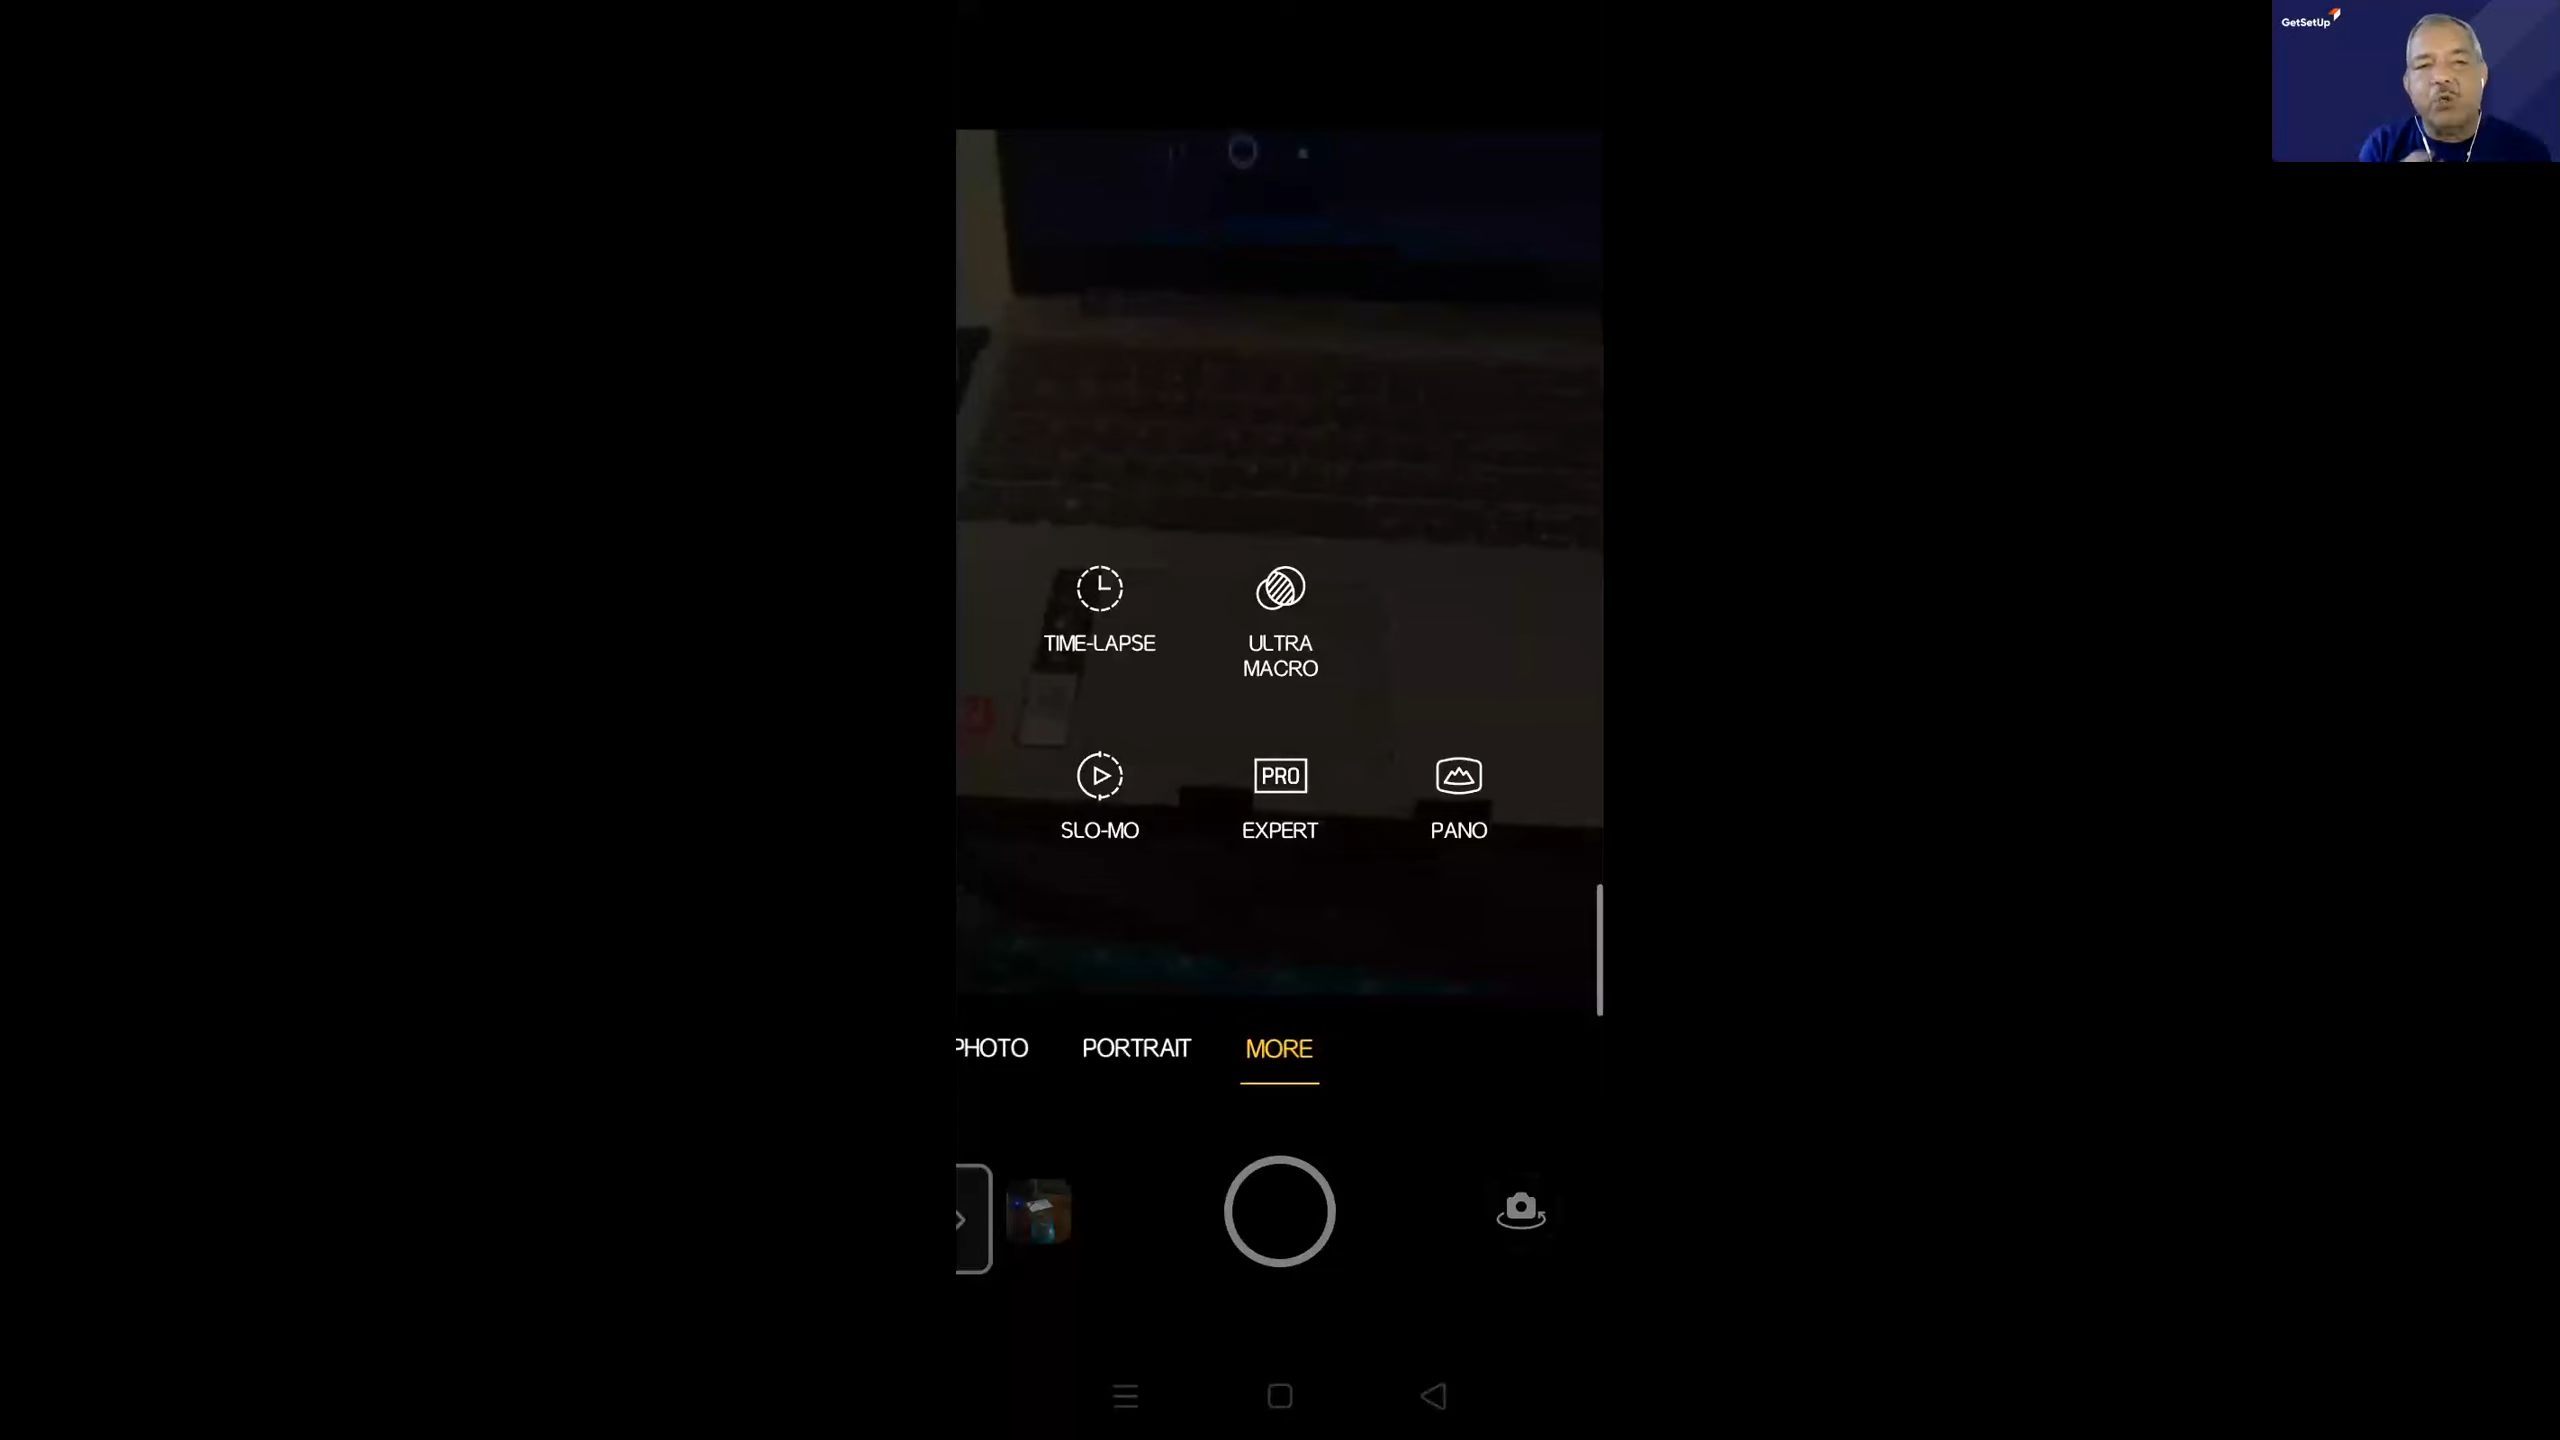 GetSetUp
TIME-LAPSE
ULTRA
MACRO
SLO-MO
PRO
EXPERT
PANO
PHOTO
PORTRAIT
MORE